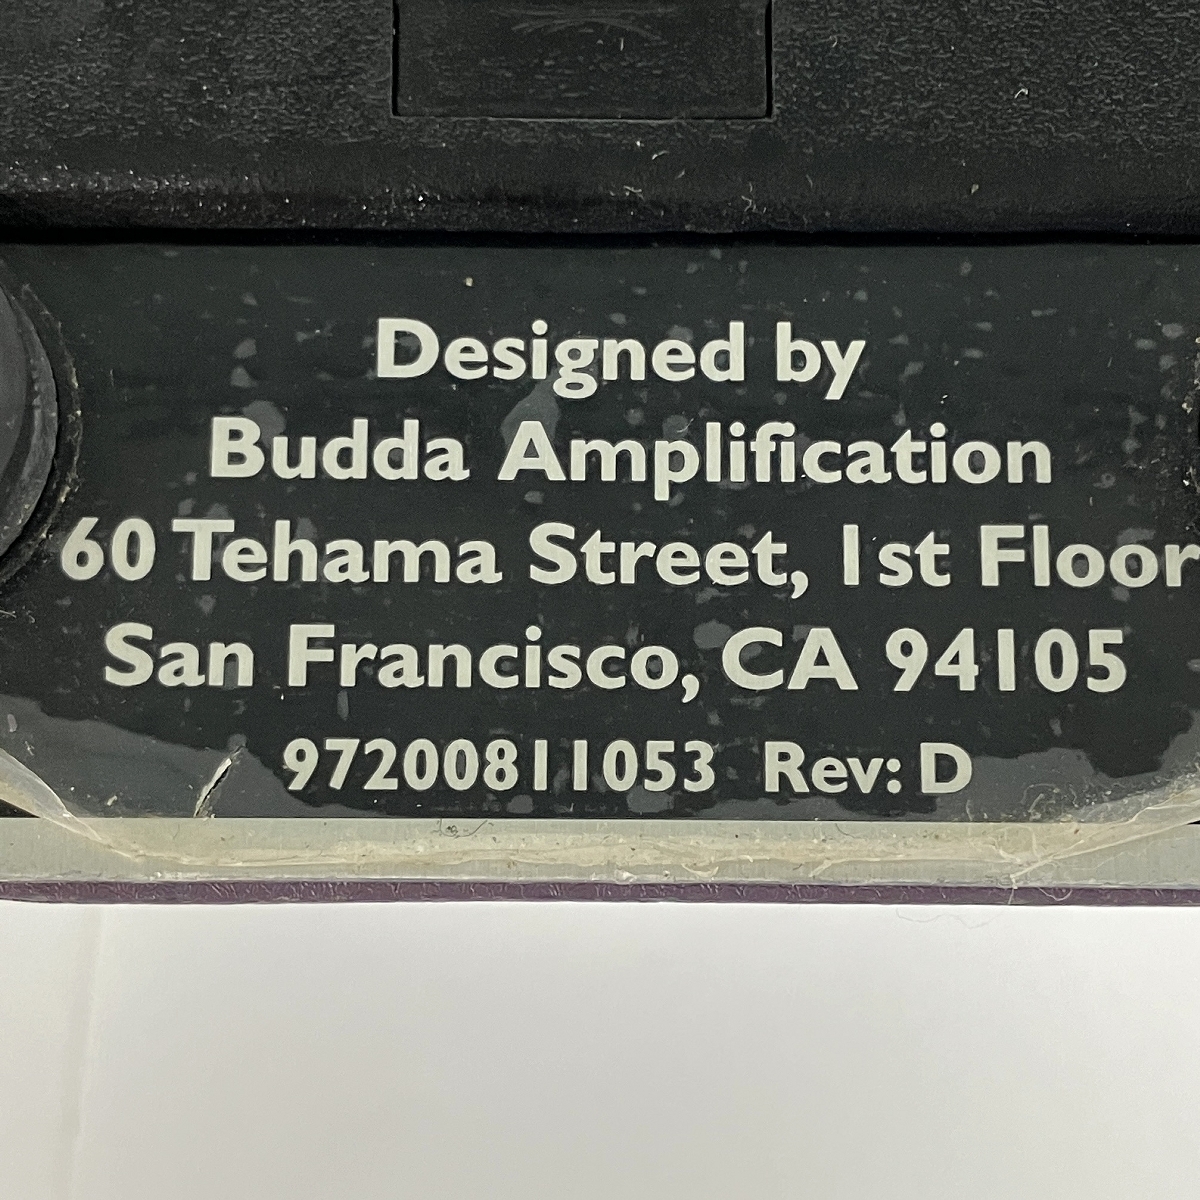 Designed by
Budda Amplification
60 Tehama Street, 1st Floor
San Francisco, CA 94105
97200811053 Rev: D